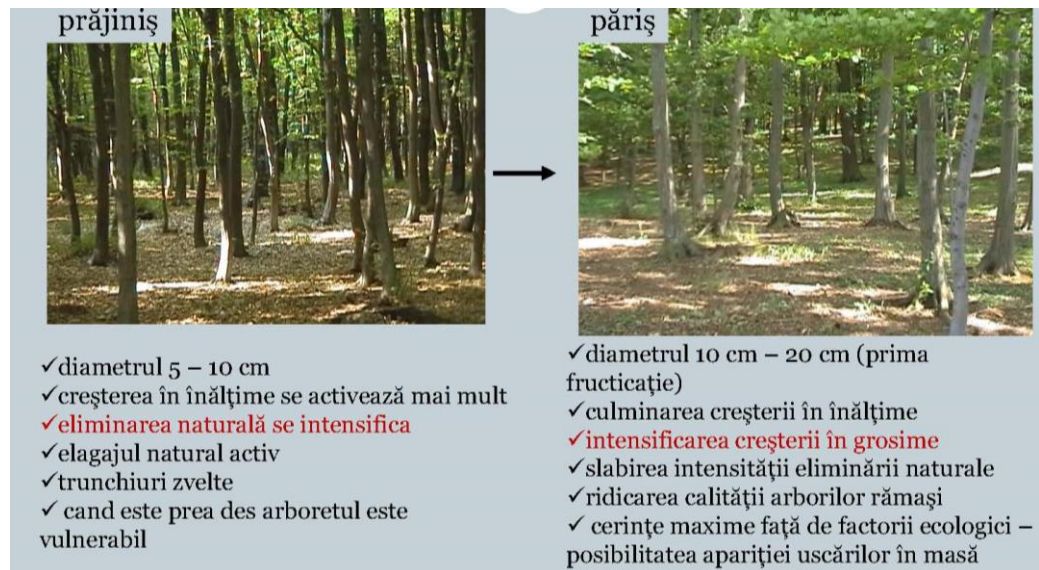 prăjiniş
păriş
✓diametrul 5 – 10 cm
✓creşterea în înălţime se activează mai mult
✓eliminarea naturală se intensifica
✓elagajul natural activ
✓trunchiuri zvelte
✓ cand este prea des arboretul este
vulnerabil
✓diametrul 10 cm – 20 cm (prima
fructicaţie)
✓culminarea creşterii în înălţime
✓intensificarea creşterii în grosime
✓slabirea intensităţii eliminării naturale
✓ridicarea calităţii arborilor rămaşi
✓ cerinţe maxime faţă de factorii ecologici –
posibilitatea apariţiei uscărilor în masă